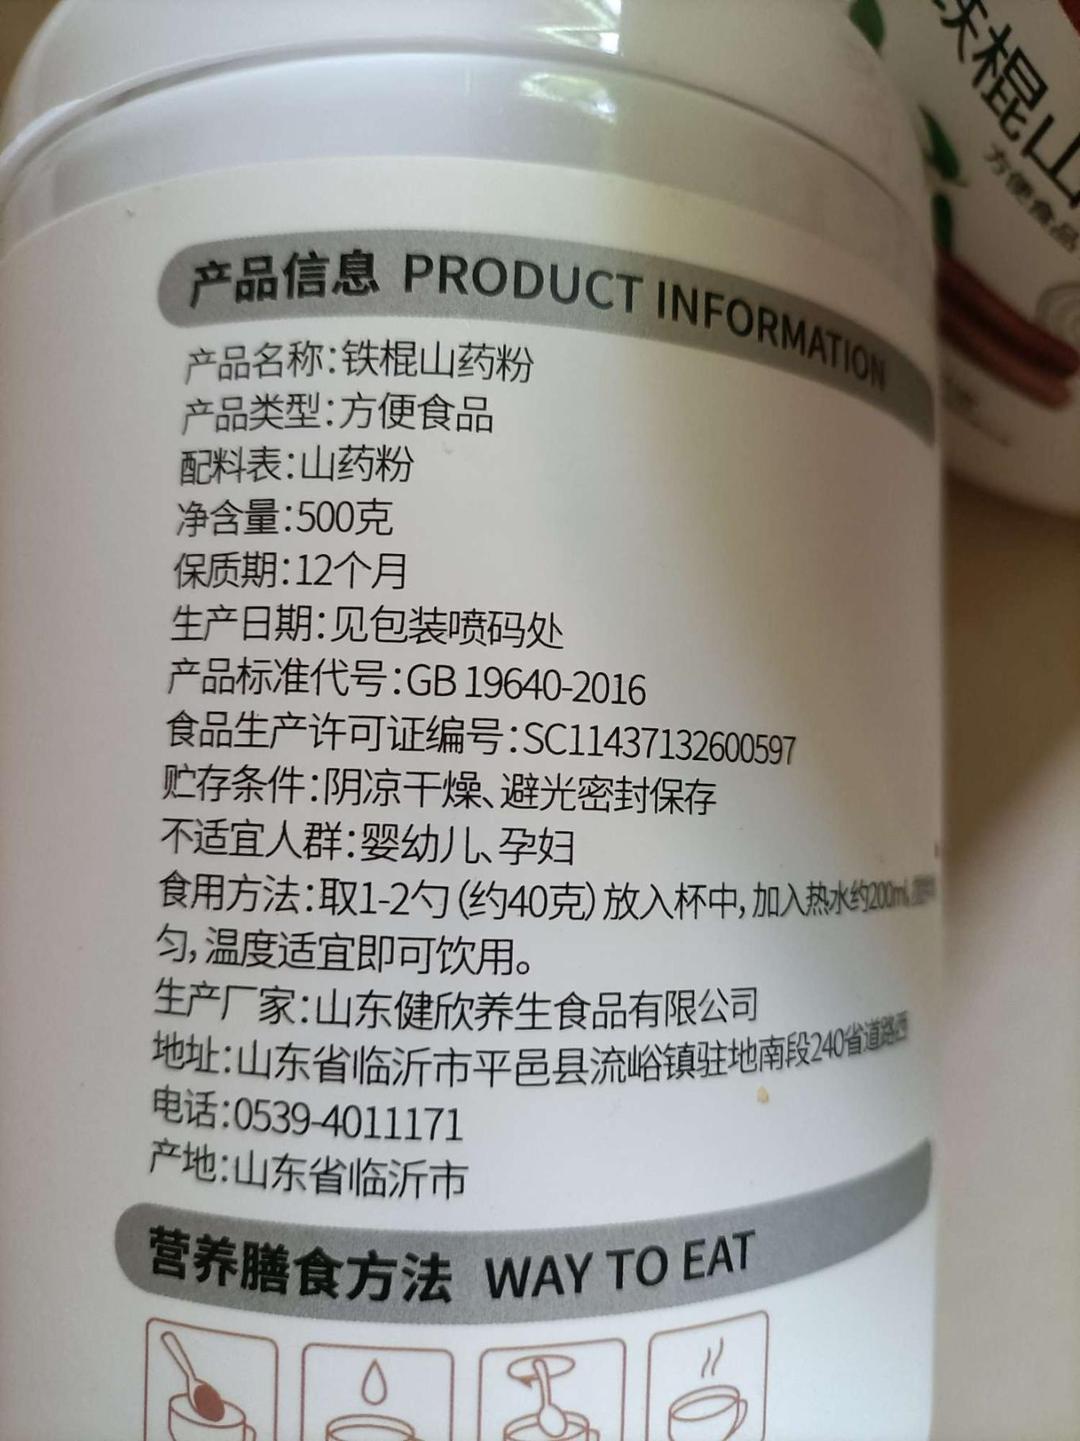 铁棍山
方便食品
产品信息 PRODUCT INFORMATION
产品名称:铁棍山药粉
产品类型:方便食品
配料表:山药粉
净含量:500克
保质期:12个月
生产日期:见包装喷码处
产品标准代号:GB 19640-2016
食品生产许可证编号:SC11437132600597
贮存条件:阴凉干燥、避光密封保存
不适宜人群:婴幼儿、孕妇
食用方法:取1-2勺(约40克)放入杯中,加入热水约200ml,
匀,温度适宜即可饮用。
生产厂家:山东健欣养生食品有限公司
地址:山东省临沂市平邑县流峪镇驻地南段240省道路西
电话:0539-4011171
产地:山东省临沂市
营养膳食方法 WAY TO EAT